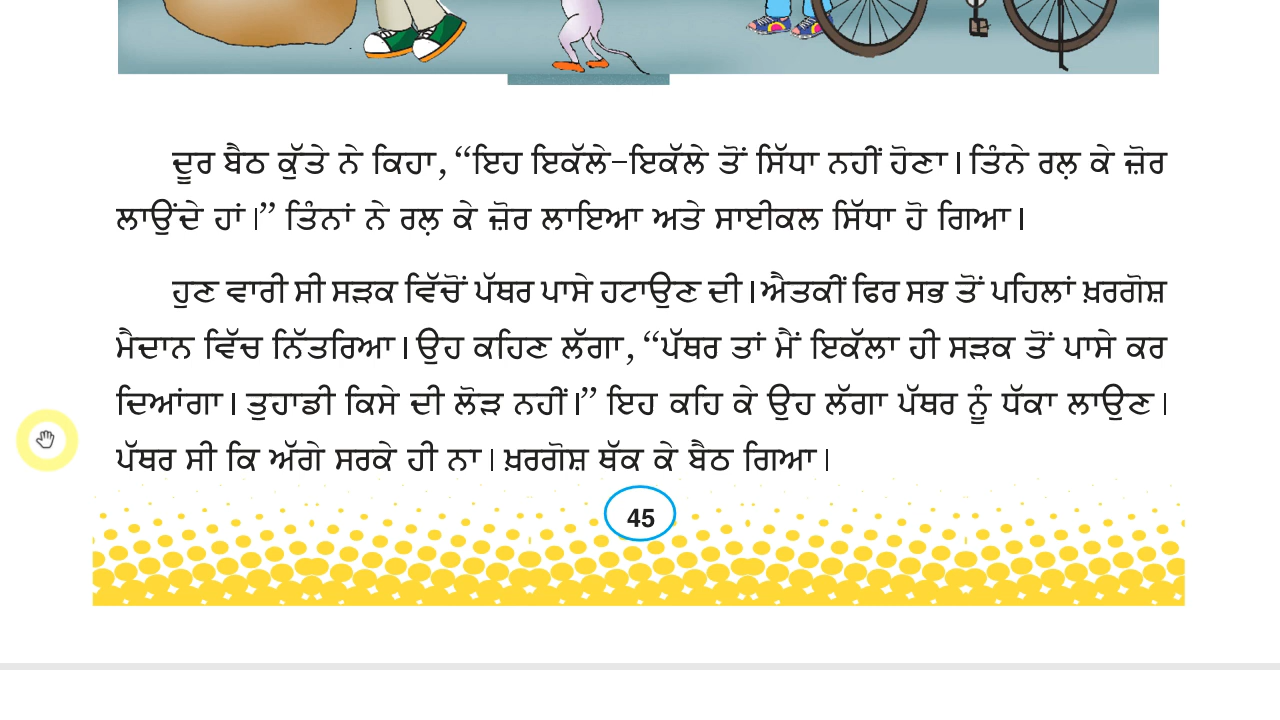 ਦੂਰ ਬੈਠ ਕੁੱਤੇ ਨੇ ਕਿਹਾ, “ਇਹ ਇਕੱਲੇ–ਇਕੱਲੇ ਤੋਂ ਸਿੱਧਾ ਨਹੀਂ ਹੋਣਾ। ਤਿੰਨੇ ਰਲ਼ ਕੇ ਜ਼ੋਰ
ਲਾਉਂਦੇ ਹਾਂ।” ਤਿੰਨਾਂ ਨੇ ਰਲ਼ ਕੇ ਜ਼ੋਰ ਲਾਇਆ ਅਤੇ ਸਾਈਕਲ ਸਿੱਧਾ ਹੋ ਗਿਆ।
ਹੁਣ ਵਾਰੀ ਸੀ ਸੜਕ ਵਿੱਚੋਂ ਪੱਥਰ ਪਾਸੇ ਹਟਾਉਣ ਦੀ। ਐਤਕੀਂ ਫਿਰ ਸਭ ਤੋਂ ਪਹਿਲਾਂ ਖ਼ਰਗੋਸ਼
ਮੈਦਾਨ ਵਿੱਚ ਨਿੱਤਰਿਆ। ਉਹ ਕਹਿਣ ਲੱਗਾ, “ਪੱਥਰ ਤਾਂ ਮੈਂ ਇਕੱਲਾ ਹੀ ਸੜਕ ਤੋਂ ਪਾਸੇ ਕਰ
ਦਿਆਂਗਾ। ਤੁਹਾਡੀ ਕਿਸੇ ਦੀ ਲੋੜ ਨਹੀਂ।” ਇਹ ਕਹਿ ਕੇ ਉਹ ਲੱਗਾ ਪੱਥਰ ਨੂੰ ਧੱਕਾ ਲਾਉਣ।
ਪੱਥਰ ਸੀ ਕਿ ਅੱਗੇ ਸਰਕੇ ਹੀ ਨਾ। ਖ਼ਰਗੋਸ਼ ਥੱਕ ਕੇ ਬੈਠ ਗਿਆ।
45